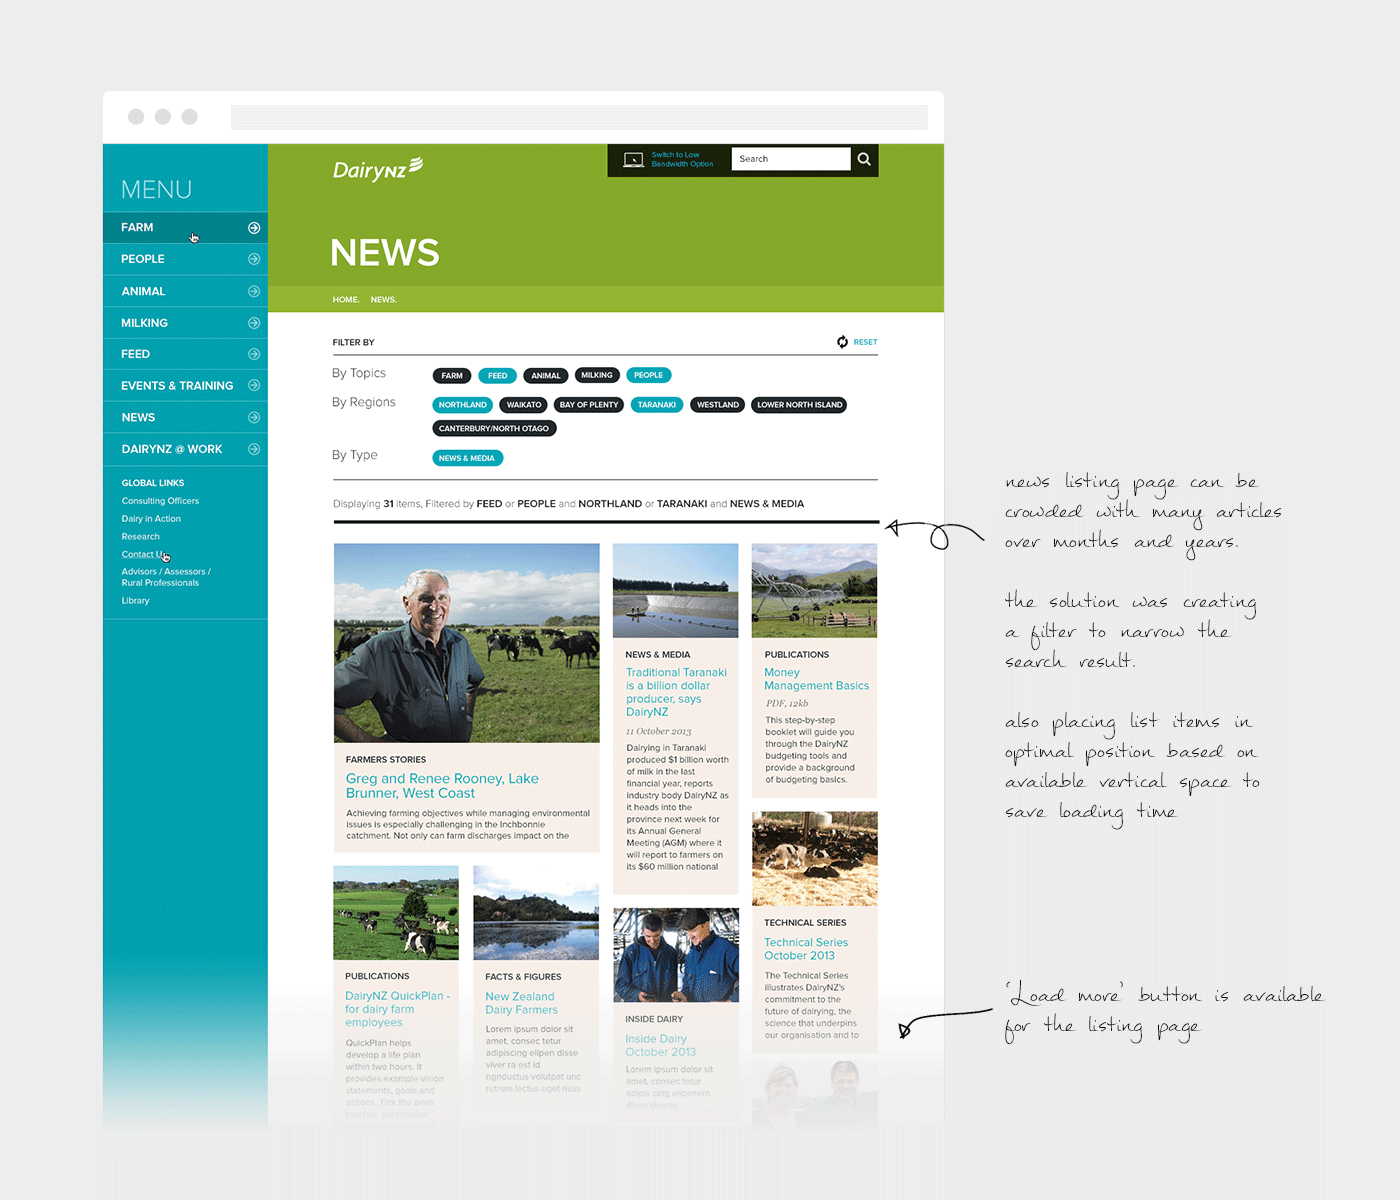 MENU
FARM
PEOPLE
ANIMAL
MILKING
FEED
EVENTS & TRAINING
NEWS
DAIRYNZ @ WORK
GLOBAL LINKS
Consulting Officers
Dairy in Action
Research
Contact Us
Advisors / Assessors /
Rural Professionals
Library
DairyNZ
Switch to Low
Bandwidth Option
Search
NEWS
HOME. NEWS.
FILTER BY
RESET
By Topics FARM FEED ANIMAL MILKING PEOPLE
By Regions NORTHLAND WAIKATO BAY OF PLENTY TARANAKI WESTLAND LOWER NORTH ISLAND
CANTERBURY/NORTH OTAGO
By Type NEWS & MEDIA
Displaying 31 items, Filtered by FEED or PEOPLE and NORTHLAND or TARANAKI and NEWS & MEDIA
FARMERS STORIES
Greg and Renee Rooney, Lake
Brunner, West Coast
Achieving farming objectives while managing environmental
issues is especially challenging in the Inchbonnie
catchment. Not only can farm discharges impact on the
NEWS & MEDIA
Traditional Taranaki
is a billion dollar
producer, says
DairyNZ
11 October 2013
Dairying in Taranaki
produced $1 billion worth
of milk in the last
financial year, reports
industry body DairyNZ as
it heads into the
province next week for
its Annual General
Meeting (AGM) where it
will report to farmers on
its $60 million national
PUBLICATIONS
Money
Management Basics
PDF, 12kb
This step-by-step
booklet will guide you
through the DairyNZ
budgeting tools and
provide a background
of budgeting basics.
PUBLICATIONS
DairyNZ QuickPlan -
for dairy farm
employees
QuickPlan helps
develop a life plan
within two hours. It
provides example vision
statements, goals and
actions. Tick the ones
you like, personalise
FACTS & FIGURES
New Zealand
Dairy Farmers
Lorem ipsum dolor sit
amet, consec tetur
adipiscing elipen disse
viver ra est id
ngnductus volutpat unc
rutrum lectus eget risus
INSIDE DAIRY
Inside Dairy
October 2013
Lorem ipsum dolor sit
amet, consec tetur
adipis cing elipenem
disse viverer
TECHNICAL SERIES
Technical Series
October 2013
The Technical Series
illustrates DairyNZ's
commitment to the
future of dairying, the
science that underpins
our organisation and to
news listing page can be
crowded with many articles
over months and years.
the solution was creating
a filter to narrow the
search result.
also placing list items in
optimal position based on
available vertical space to
save loading time
'Load more' button is available
for the listing page